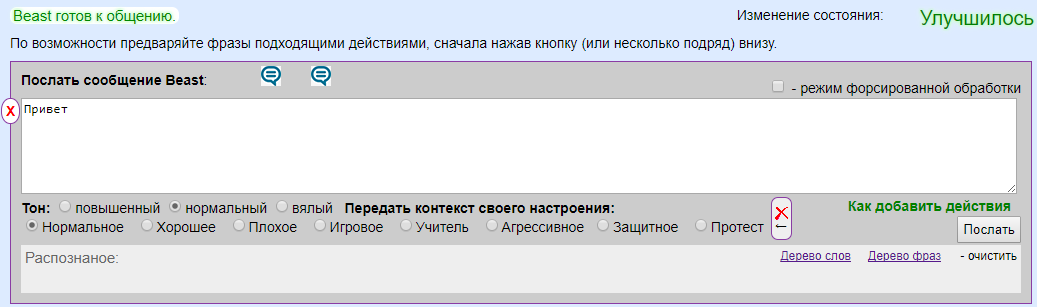 Beast готов к общению. Изменение состояния: Улучшилось
По возможности предваряйте фразы подходящими действиями, сначала нажав кнопку (или несколько подряд) внизу.
Послать сообщение Beast:
- режим форсированной обработки
X
Привет
Тон: повышенный нормальный вялый Передать контекст своего настроения:
Как добавить действия
Нормальное Хорошее Плохое Игровое Учитель Агрессивное Защитное Протест
Послать
Распознаное: Дерево слов Дерево фраз - очистить